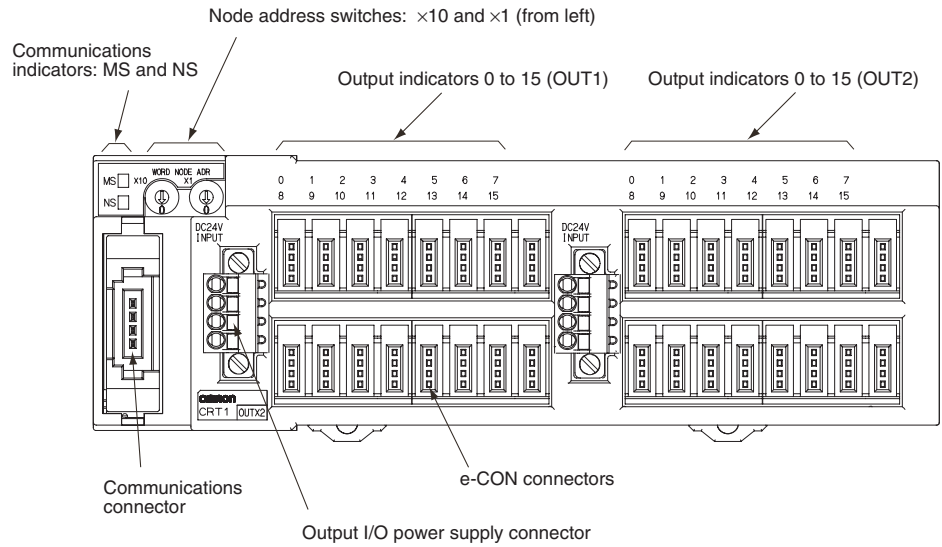 Node address switches: ×10 and ×1 (from left)
Communications
indicators: MS and NS
Output indicators 0 to 15 (OUT1)
Output indicators 0 to 15 (OUT2)
MS
X10
WORD NODE ADR
X1
NS
0
0
0 1 2 3 4 5 6 7
8 9 10 11 12 13 14 15
0 1 2 3 4 5 6 7
8 9 10 11 12 13 14 15
DC24V
INPUT
DC24V
INPUT
OMRON
CRT1 OUTX2
e-CON connectors
Communications
connector
Output I/O power supply connector